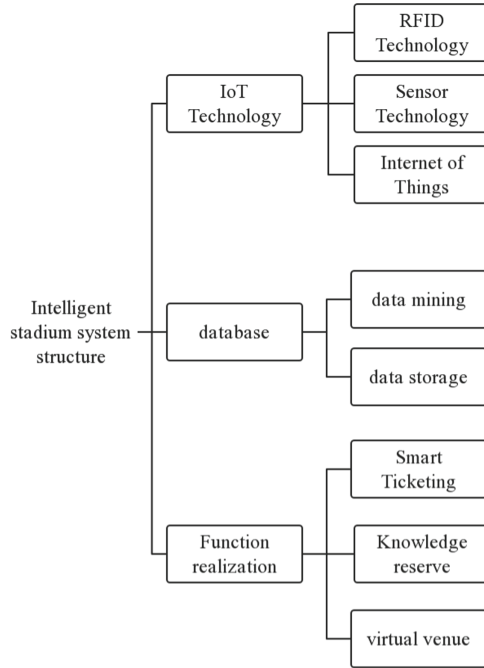 Intelligent
stadium system
structure
IoT
Technology
RFID
Technology
Sensor
Technology
Internet of
Things
database
data mining
data storage
Function
realization
Smart
Ticketing
Knowledge
reserve
virtual venue